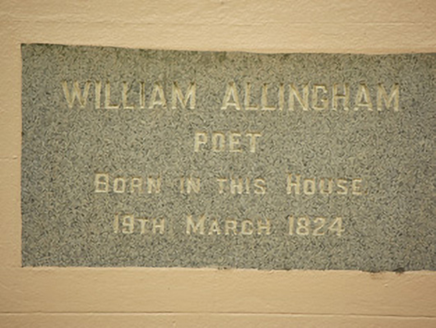 WILLIAM ALLINGHAM
POET
BORN IN THIS HOUSE
19TH MARCH 1824